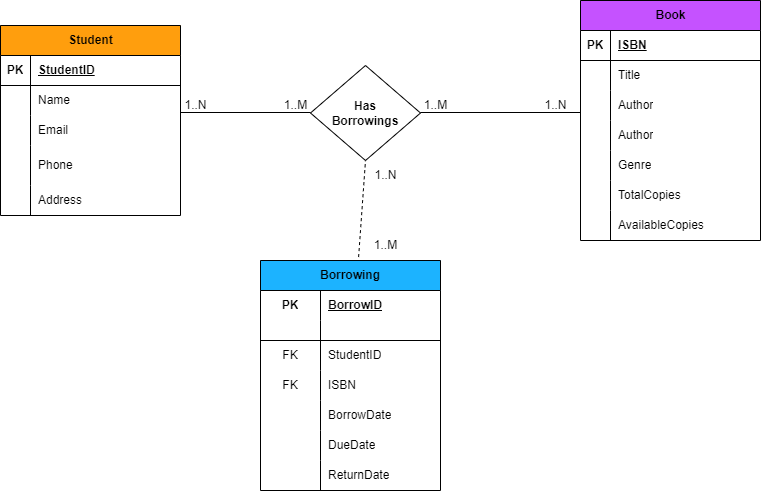 Student
PK StudentID
Name
Email
Phone
Address
1..N
1..M
Has
Borrowings
1..M
1..N
Book
PK ISBN
Title
Author
Author
Genre
TotalCopies
AvailableCopies
1..N
1..M
Borrowing
PK BorrowID
FK StudentID
FK ISBN
BorrowDate
DueDate
ReturnDate